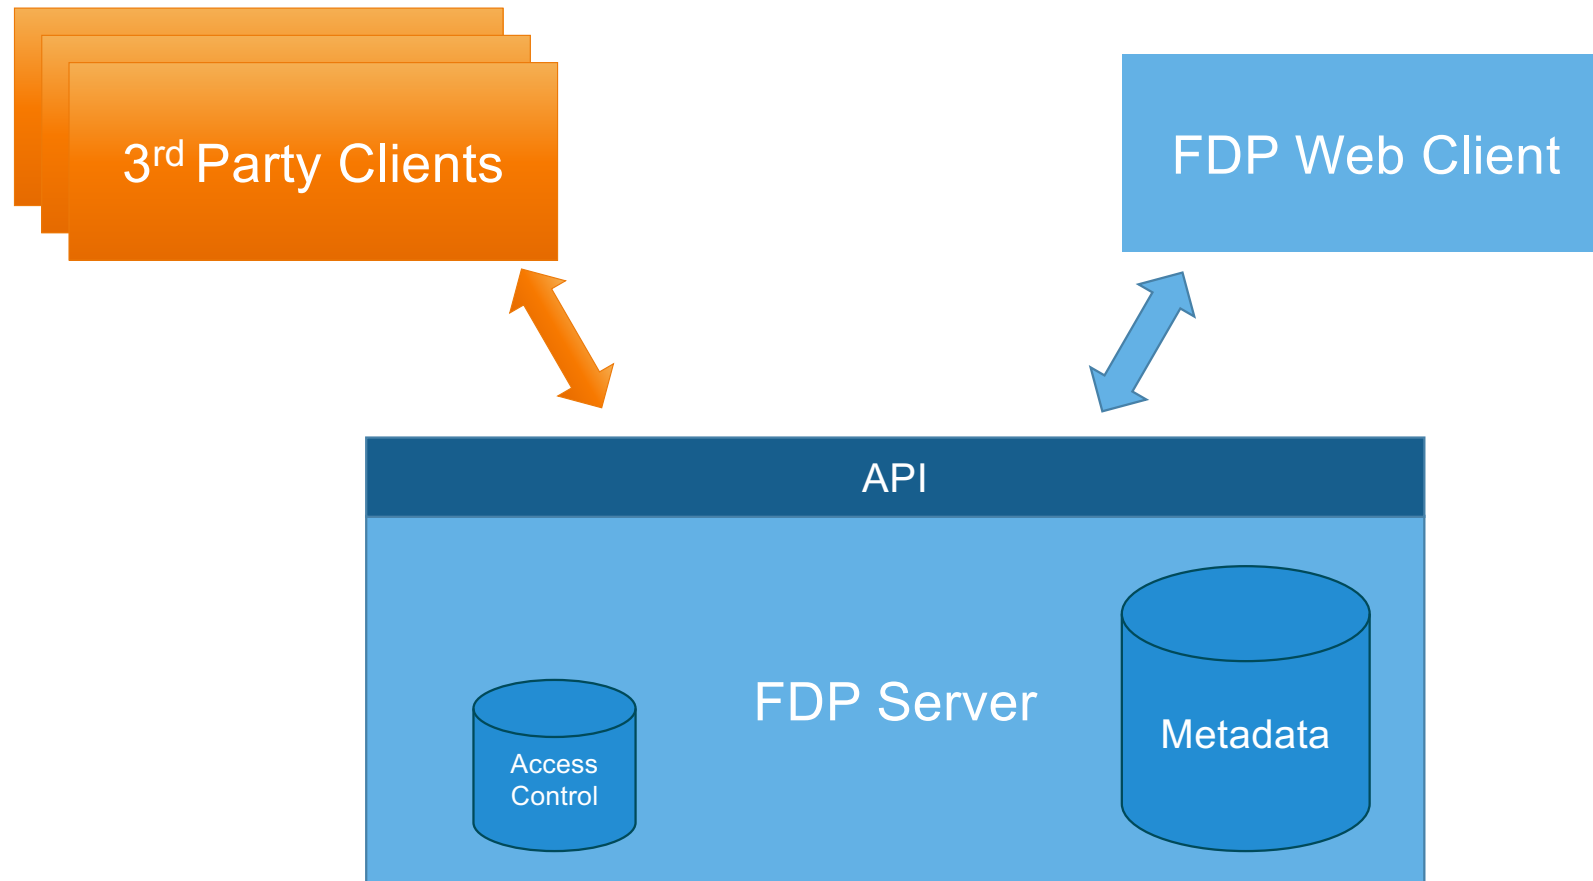 3rd Party Clients
FDP Web Client
API
FDP Server
Access
Control
Metadata